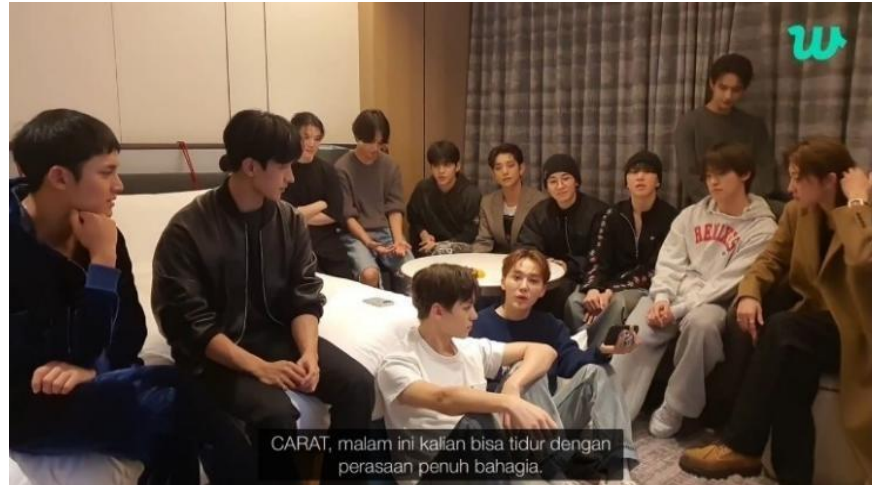 CARAT, malam ini kalian bisa tidur dengan
perasaan penuh bahagia.